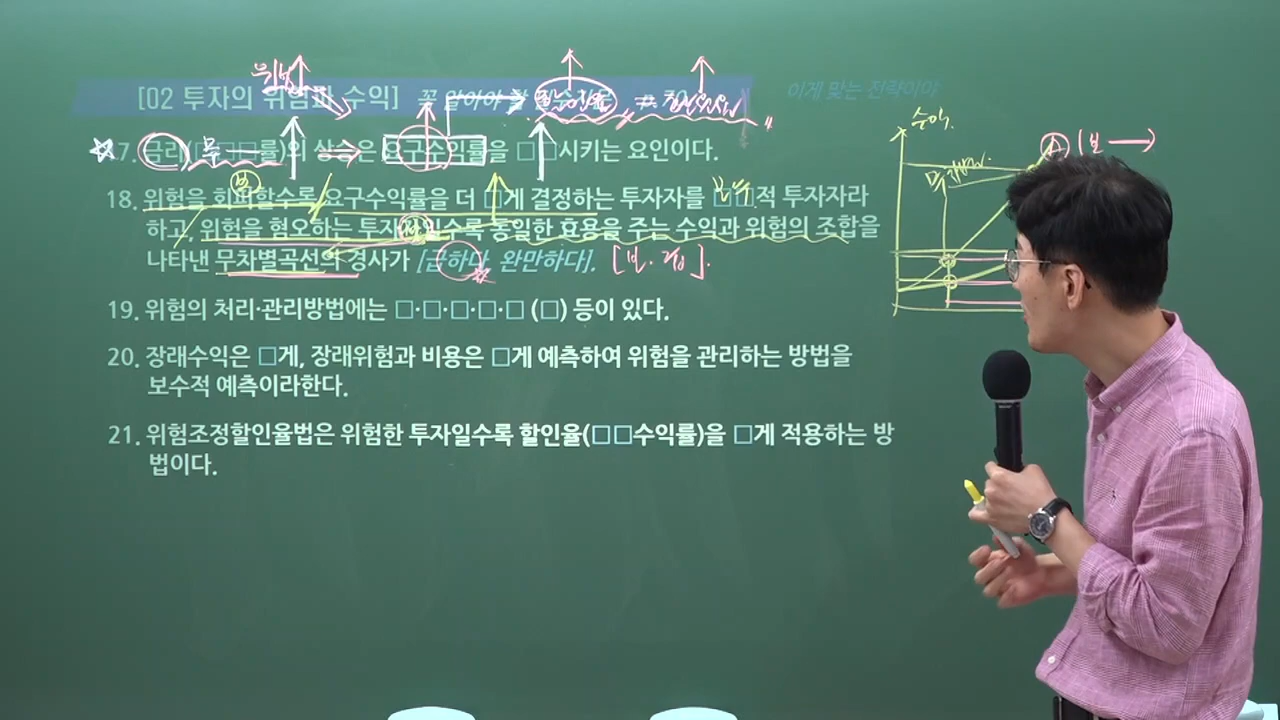 위험
[02 투자의 위험과 수익] 꼭 알아야 할
이게 맞는 전략이야
수익
17. 금리(무□□률)의 상승은 요구수익률을 □□시키는 요인이다.
18. 위험을 회피할수록 요구수익률을 더 □게 결정하는 투자자를 보수적 투자자라
하고, 위험을 혐오하는 투자자일수록 동일한 효용을 주는 수익과 위험의 조합을
나타낸 무차별곡선의 경사가 [급하다, 완만하다]. [보.급].
19. 위험의 처리·관리방법에는 □·□·□·□·□ (□) 등이 있다.
20. 장래수익은 □게, 장래위험과 비용은 □게 예측하여 위험을 관리하는 방법을
보수적 예측이라한다.
21. 위험조정할인율법은 위험한 투자일수록 할인율(□□수익률)을 □게 적용하는 방
법이다.